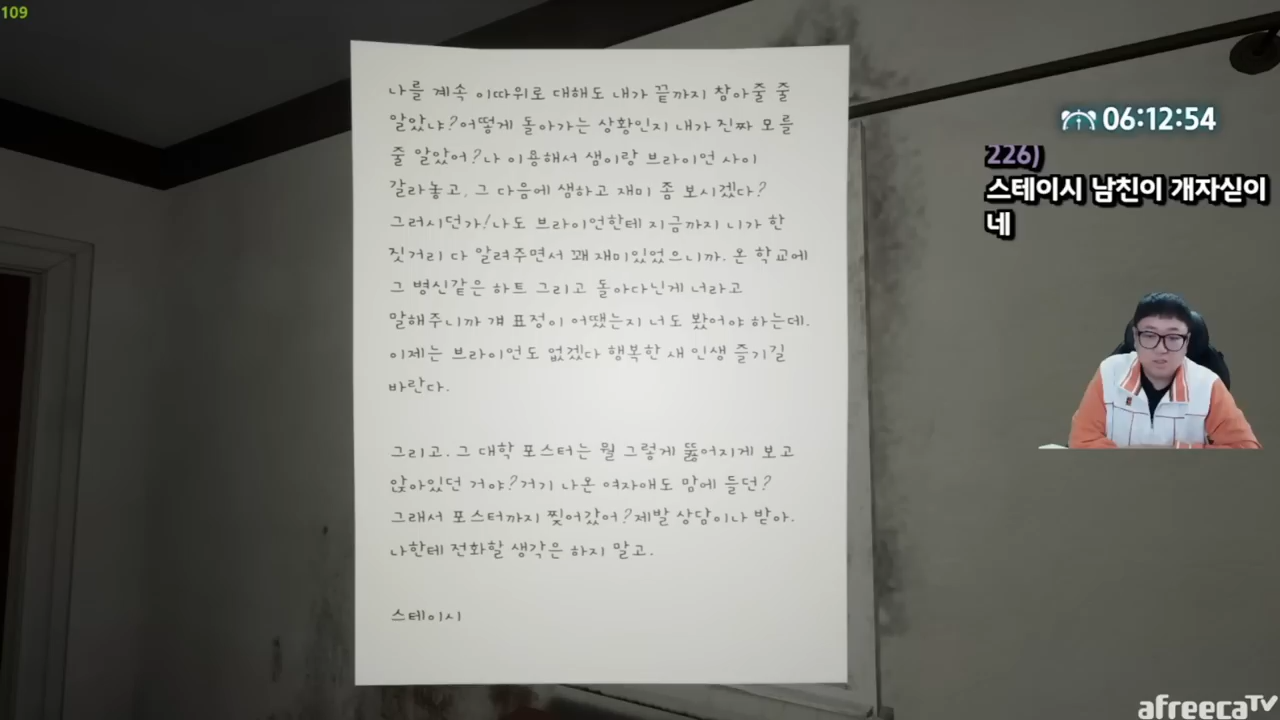 109
나를 계속 이따위로 대해도 내가 끝까지 참아줄 줄
알았냐?어떻게 돌아가는 상황인지 내가 진짜 모를
줄 알았어?나 이용해서 샘이랑 브라이언 사이
갈라놓고, 그 다음에 샘하고 재미 좀 보시겠다?
그러시던가!나도 브라이언한테 지금까지 니가 한
짓거리 다 알려주면서 꽤 재미있었으니까. 온 학교에
그 병신같은 하트 그리고 돌아다닌게 너라고
말해주니까 걔 표정이 어땠는지 너도 봤어야 하는데.
이제는 브라이언도 없겠다 행복한 새 인생 즐기길
바란다.
그리고. 그 대학 포스터는 뭘 그렇게 뚫어지게 보고
앉아있던 거야?거기 나온 여자애도 맘에 들던?
그래서 포스터까지 찢어갔어?제발 상담이나 받아.
나한테 전화할 생각은 하지 말고.
스테이시
06:12:54
226)
스테이시 남친이 개자싣이
네
afreecaTV